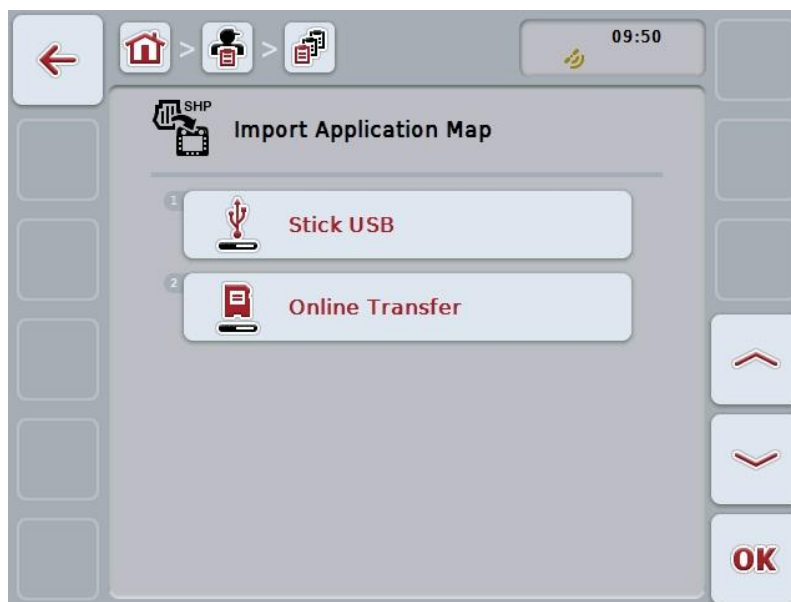 09:50
SHP
Import Application Map
1
Stick USB
2
Online Transfer
OK